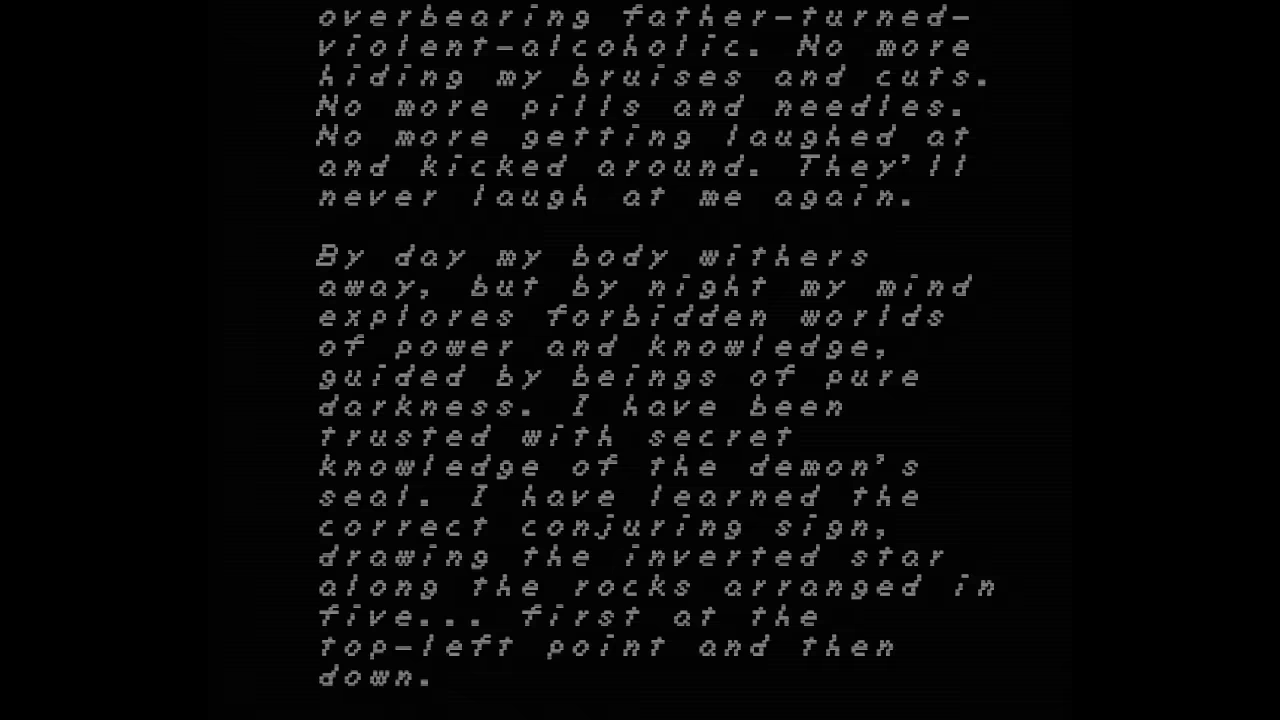 overbearing father-turned-
violent-alcoholic. No more
hiding my bruises and cuts.
No more pills and needles.
No more getting laughed at
and kicked around. They'll
never laugh at me again.
By day my body withers
away, but by night my mind
explores forbidden worlds
of power and knowledge,
guided by beings of pure
darkness. I have been
trusted with secret
knowledge of the demon's
seal. I have learned the
correct conjuring sign,
drawing the inverted star
along the rocks arranged in
five... first at the
top-left point and then
down.